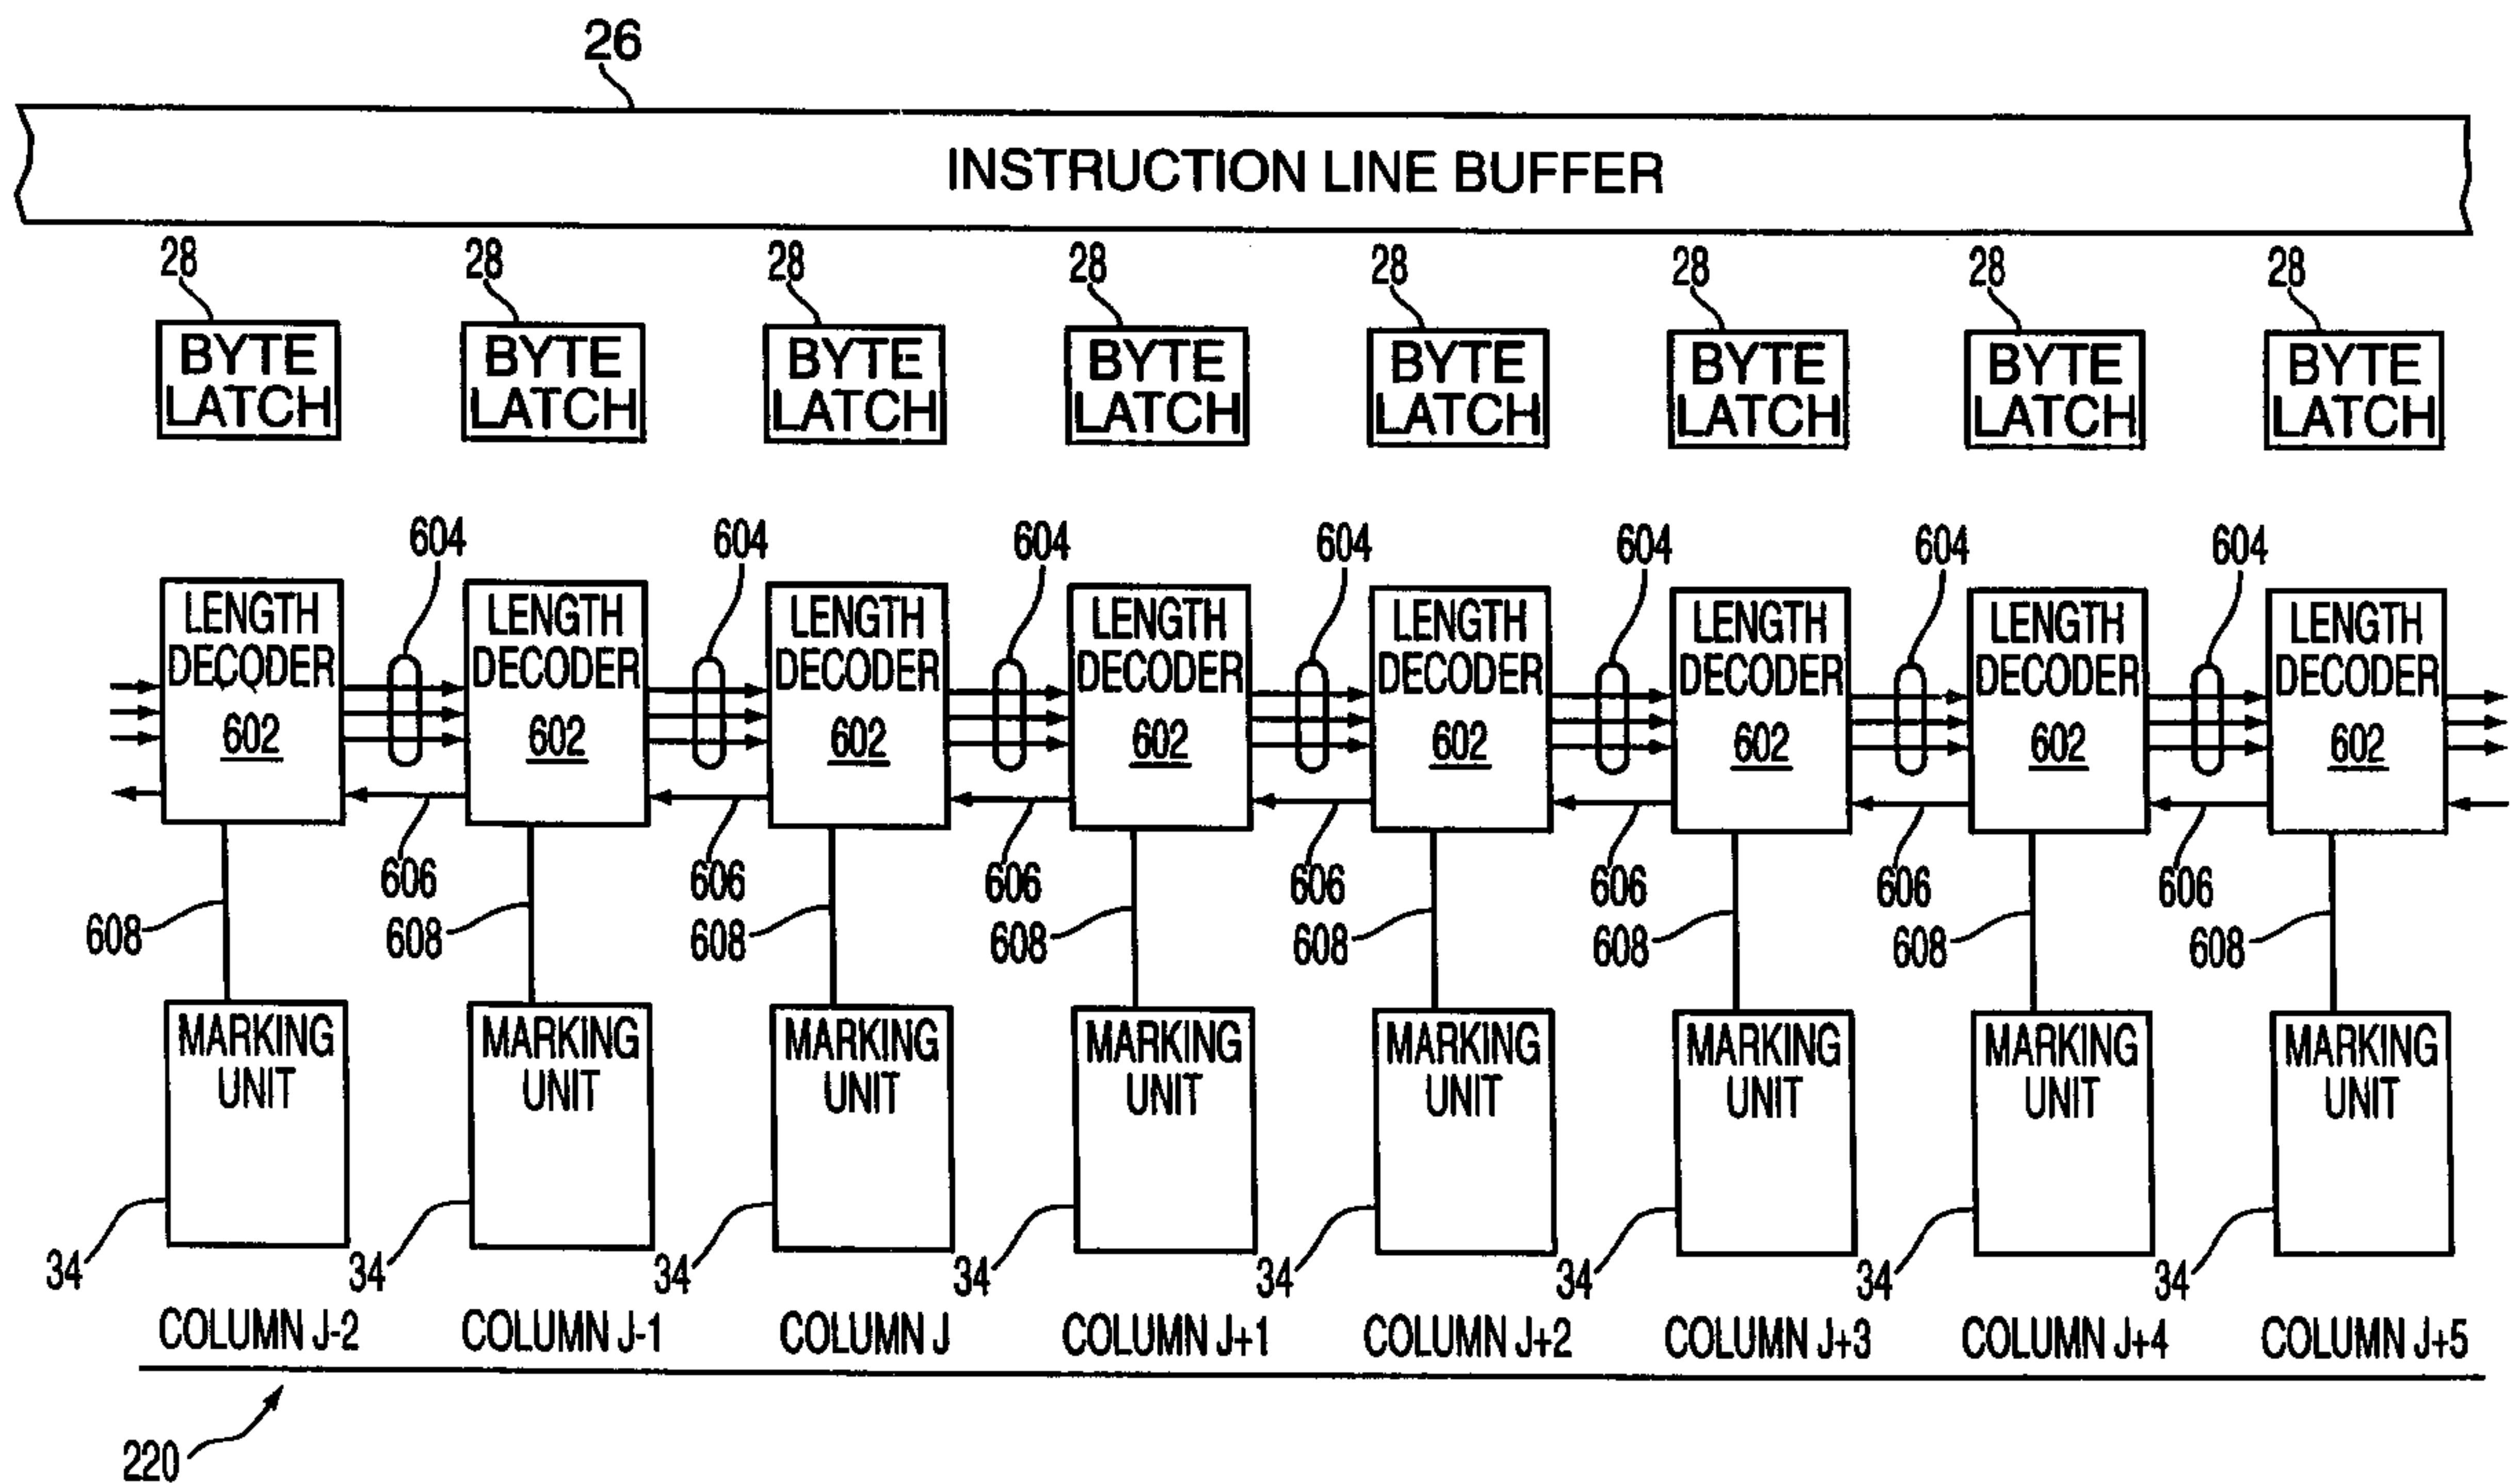 26
INSTRUCTION LINE BUFFER
28 28 28 28 28 28 28 28
BYTE LATCH BYTE LATCH BYTE LATCH BYTE LATCH BYTE LATCH BYTE LATCH BYTE LATCH BYTE LATCH
604 604 604 604 604 604 604
LENGTH DECODER 602 LENGTH DECODER 602 LENGTH DECODER 602 LENGTH DECODER 602 LENGTH DECODER 602 LENGTH DECODER 602 LENGTH DECODER 602 LENGTH DECODER 602
606 606 606 606 606 606 606
608 608 608 608 608 608 608 608
MARKING UNIT MARKING UNIT MARKING UNIT MARKING UNIT MARKING UNIT MARKING UNIT MARKING UNIT MARKING UNIT
34 34 34 34 34 34 34 34
COLUMN J-2 COLUMN J-1 COLUMN J COLUMN J+1 COLUMN J+2 COLUMN J+3 COLUMN J+4 COLUMN J+5
220